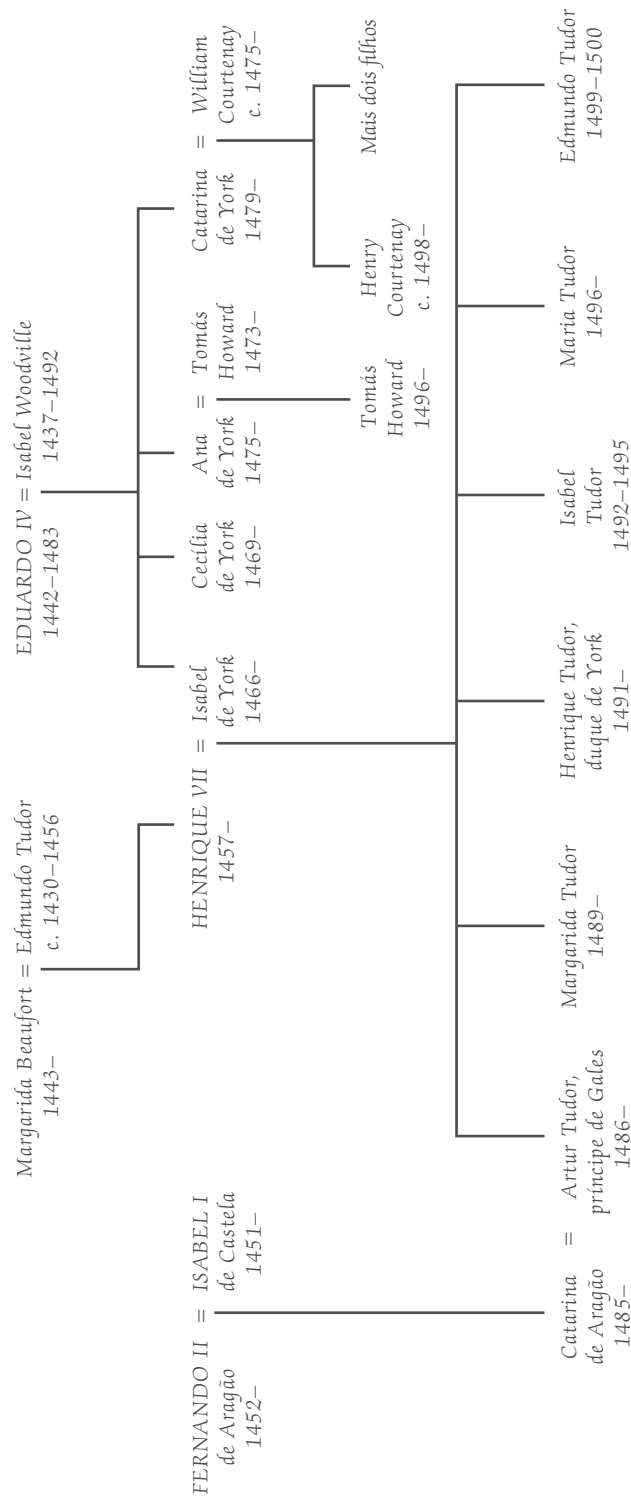 Margarida Beaufort = Edmundo Tudor
1443–
c. 1430–1456
EDUARDO IV = Isabel Woodville
1442–1483
1437–1492
FERNANDO II
de Aragão
1452–
=
ISABEL I
de Castela
1451–
HENRIQUE VII
1457–
=
Isabel
de York
1466–
Cecília
de York
1469–
Ana
de York
1475–
=
Tomás
Howard
1473–
Catarina
de York
1479–
=
William
Courtenay
c. 1475–
Tomás
Howard
1496–
Henry
Courtenay
c. 1498–
Mais dois filhos
Catarina
de Aragão
1485–
=
Artur Tudor,
príncipe de Gales
1486–
Margarida Tudor
1489–
Henrique Tudor,
duque de York
1491–
Isabel
Tudor
1492–1495
Maria Tudor
1496–
Edmundo Tudor
1499–1500